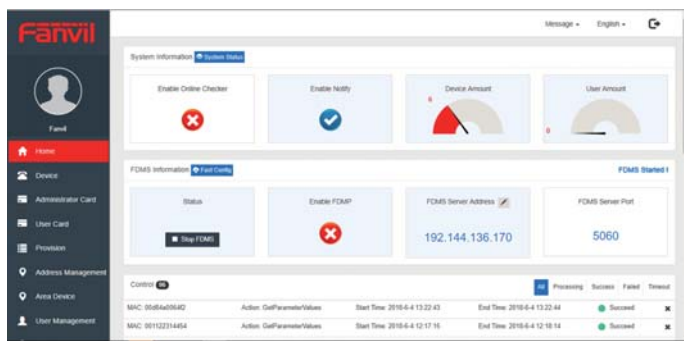 Fanvil
Message English
System Information System Status
Enable Online Checker Enable Notify Device Amount User Amount
0
0
Fanvil
Home
FDMS Information Fast Config FDMS Started !
Device
Status Enable FDMP FDMS Server Address FDMS Server Port
Administrator Card
User Card
Stop FDMS 192.144.136.170 5060
Provision
Address Management
Control All Processing Success Failed Timeout
Area Device
MAC: Action: GetParameterValues Start Time: 2018-6-4 13:22:43 End Time: 2018-6-4 13:22:44 Succeed
User Management
MAC: 001122314454 Action: GetParameterValues Start Time: 2018-6-4 12:17:16 End Time: 2018-6-4 12:18:14 Succeed